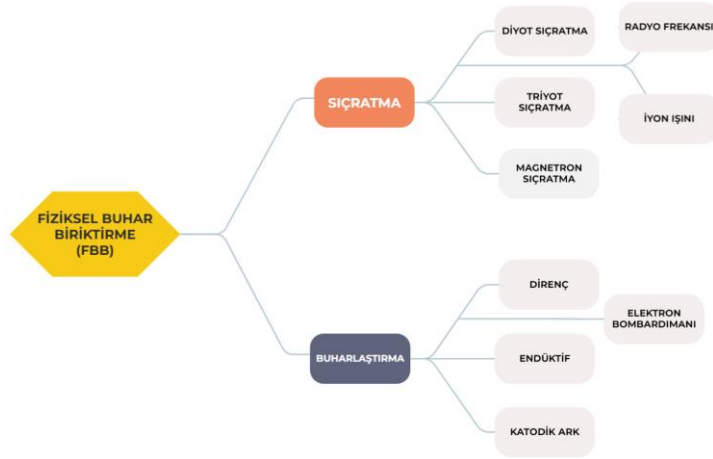 DİYOT SIÇRATMA
RADYO FREKANSI
SIÇRATMA
TRİYOT
SIÇRATMA
İYON IŞINI
MAGNETRON
SIÇRATMA
FİZİKSEL BUHAR
BİRİKTİRME
(FBB)
DİRENÇ
ELEKTRON
BOMBARDIMANI
BUHARLAŞTIRMA
ENDÜKTİF
KATODİK ARK